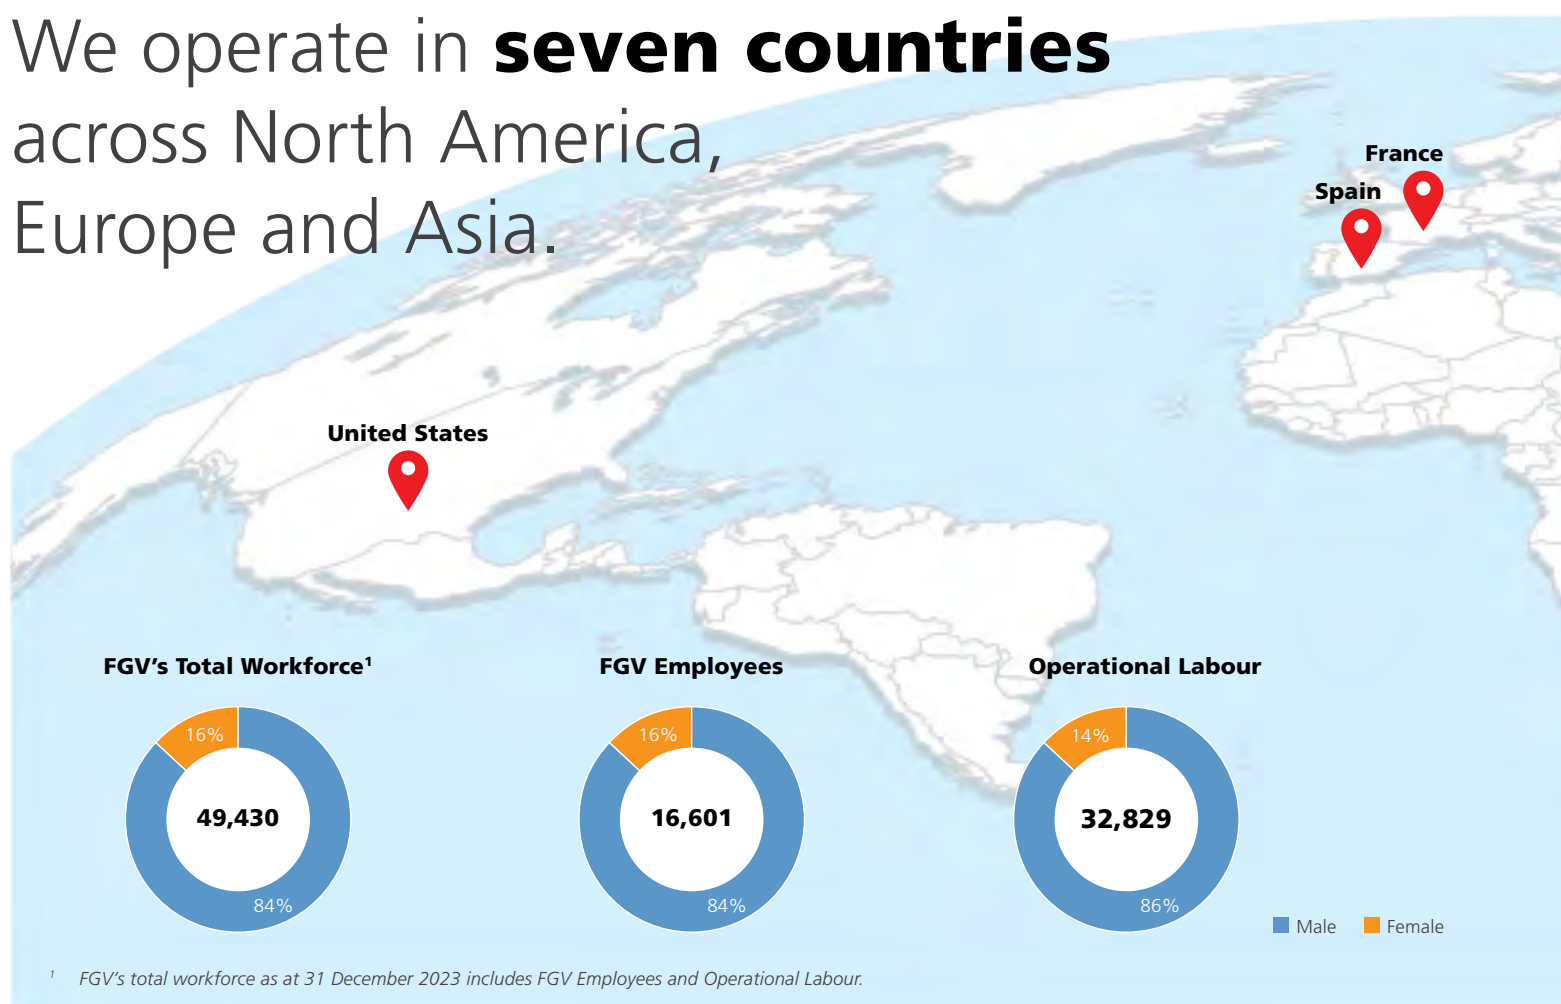 We operate in seven countries
across North America,
Europe and Asia.
France
Spain
United States
FGV’s Total Workforce¹
16%
49,430
84%
FGV Employees
16%
16,601
84%
Operational Labour
14%
32,829
86%
Male
Female
¹ FGV’s total workforce as at 31 December 2023 includes FGV Employees and Operational Labour.